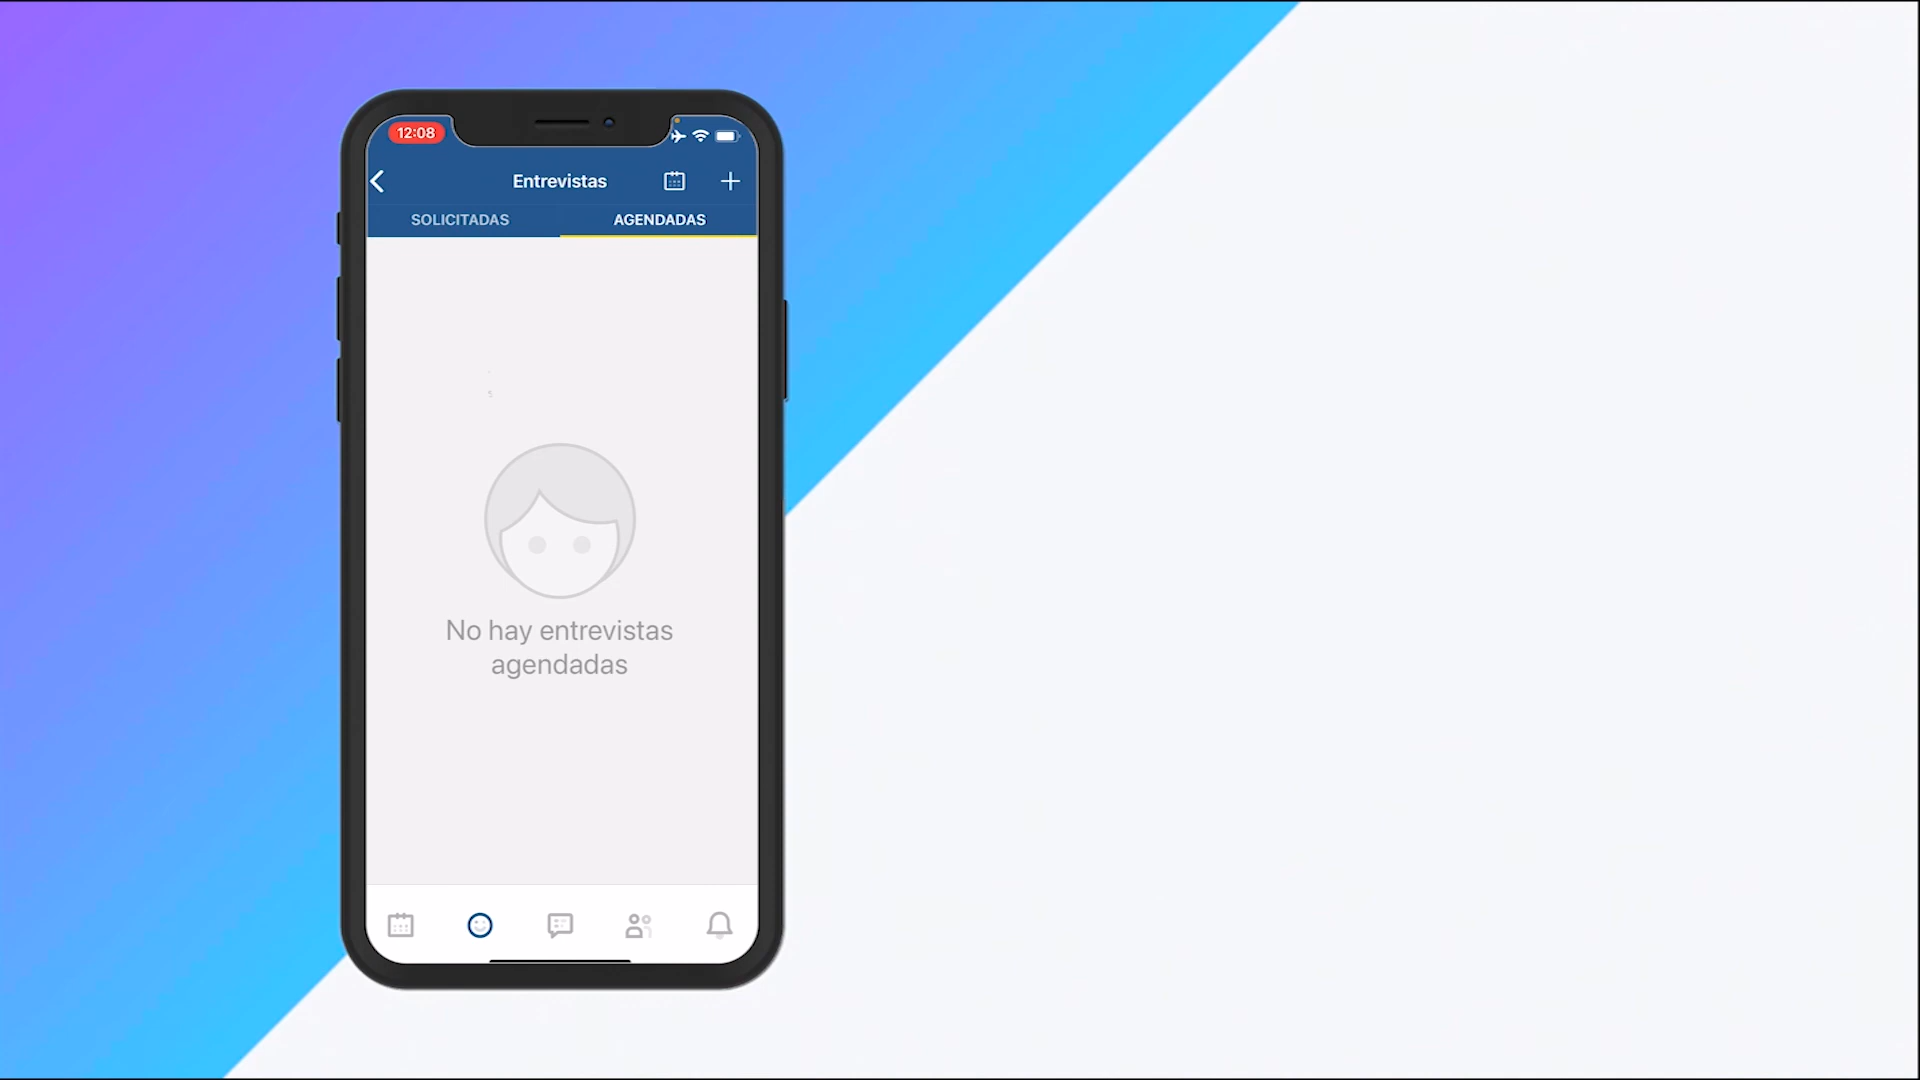 12:08
Entrevistas
SOLICITADAS
AGENDADAS
No hay entrevistas
agendadas